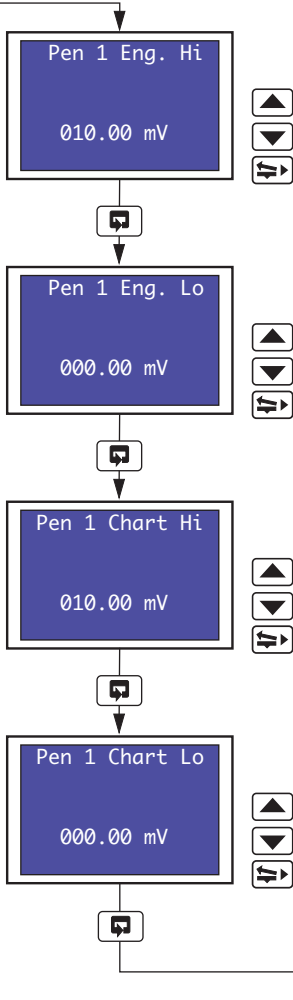 Pen 1 Eng. Hi
010.00 mV
Pen 1 Eng. Lo
000.00 mV
Pen 1 Chart Hi
010.00 mV
Pen 1 Chart Lo
000.00 mV